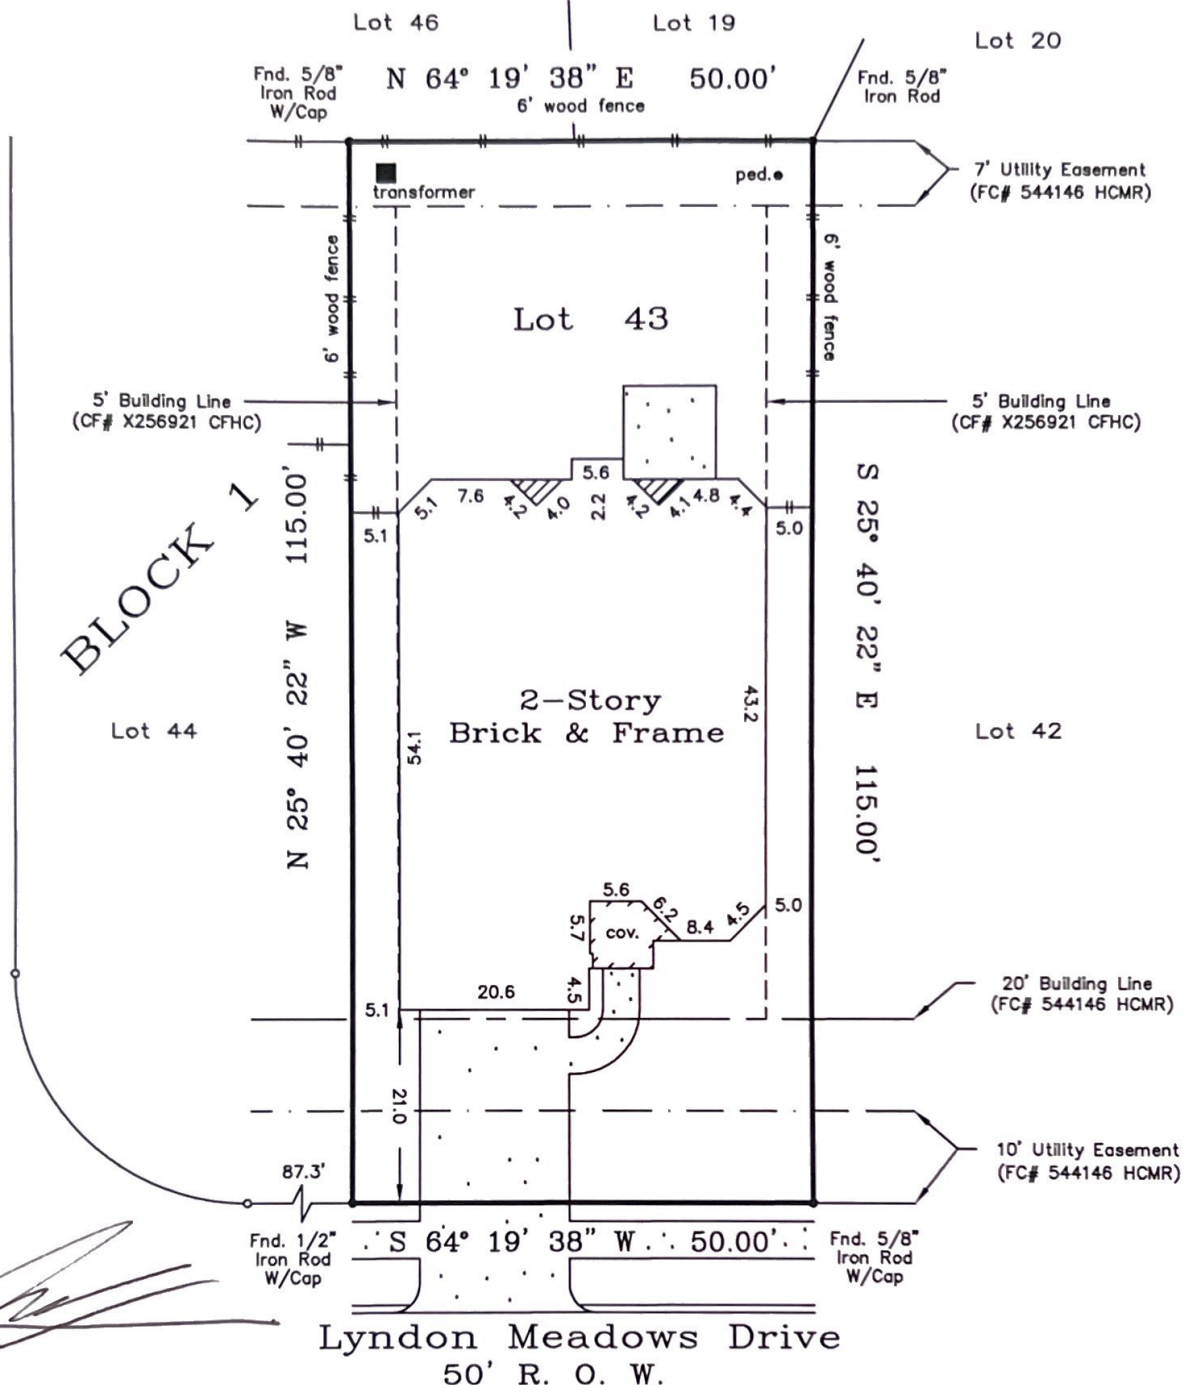 Lot 46
Lot 19
Lot 20
Fnd. 5/8"
Iron Rod
W/Cap
N 64° 19' 38" E 50.00'
6' wood fence
Fnd. 5/8"
Iron Rod
transformer
ped.
7' Utility Easement
(FC# 544146 HCMR)
6' wood fence
6' wood fence
Lot 43
5' Building Line
(CF# X256921 CFHC)
5' Building Line
(CF# X256921 CFHC)
5.1
5.1
7.6
4.2
4.0
5.6
2.2
4.2
4.1
4.8
4.4
5.0
BLOCK 1
N 25° 40' 22" W 115.00'
S 25° 40' 22" E 115.00'
Lot 44
54.1
2-Story
Brick & Frame
43.2
Lot 42
5.6
5.7
cov.
6.2
8.4
4.5
5.0
5.1
20.6
4.5
20' Building Line
(FC# 544146 HCMR)
21.0
10' Utility Easement
(FC# 544146 HCMR)
87.3'
Fnd. 1/2"
Iron Rod
W/Cap
S 64° 19' 38" W 50.00'
Fnd. 5/8"
Iron Rod
W/Cap
Lyndon Meadows Drive
50' R. O. W.